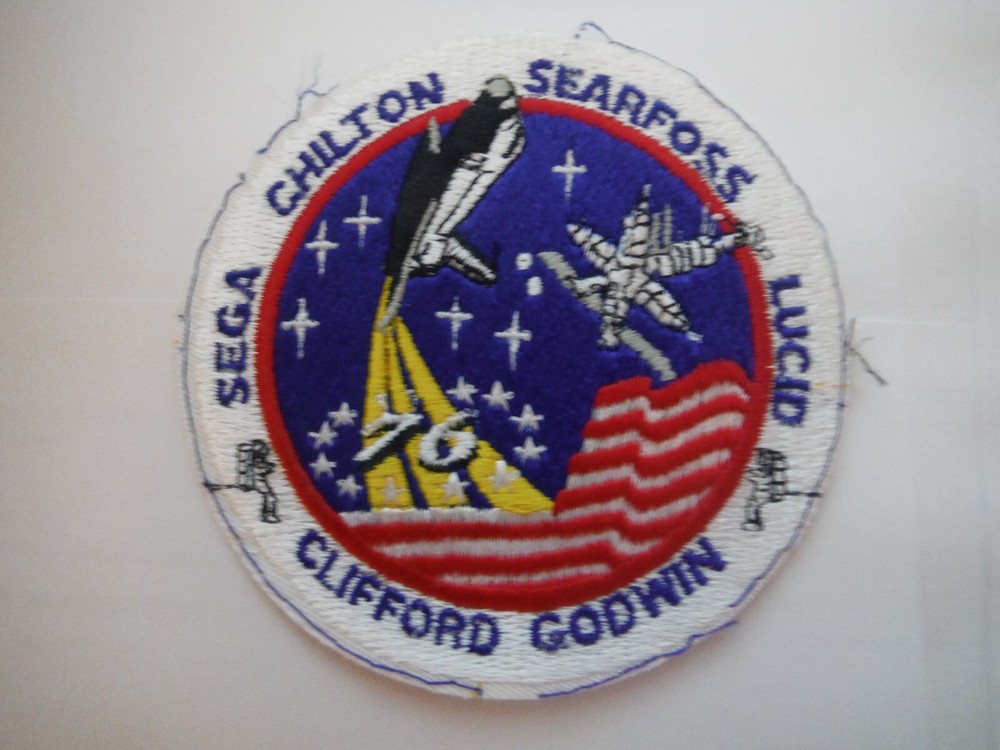 CHILTON
SEARFOSS
LUCID
GODWIN
CLIFFORD
SEGA
76